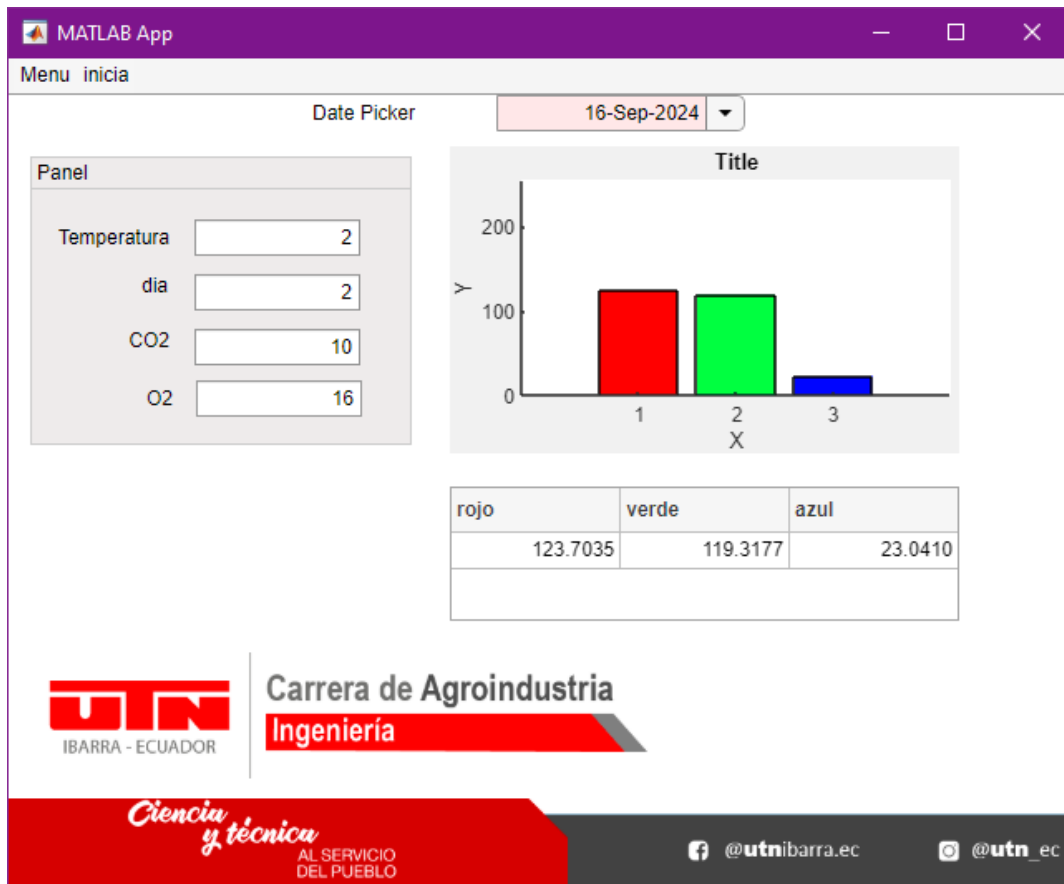 MATLAB App
Menu inicia
Date Picker 16-Sep-2024
Panel
Temperatura 2
dia 2
CO2 10
O2 16
Title
200
100
0
Y
1 2 3
X
rojo verde azul
123.7035 119.3177 23.0410
UTN
IBARRA - ECUADOR
Carrera de Agroindustria
Ingeniería
Ciencia
y técnica
AL SERVICIO
DEL PUEBLO
@utnibarra.ec @utn_ec